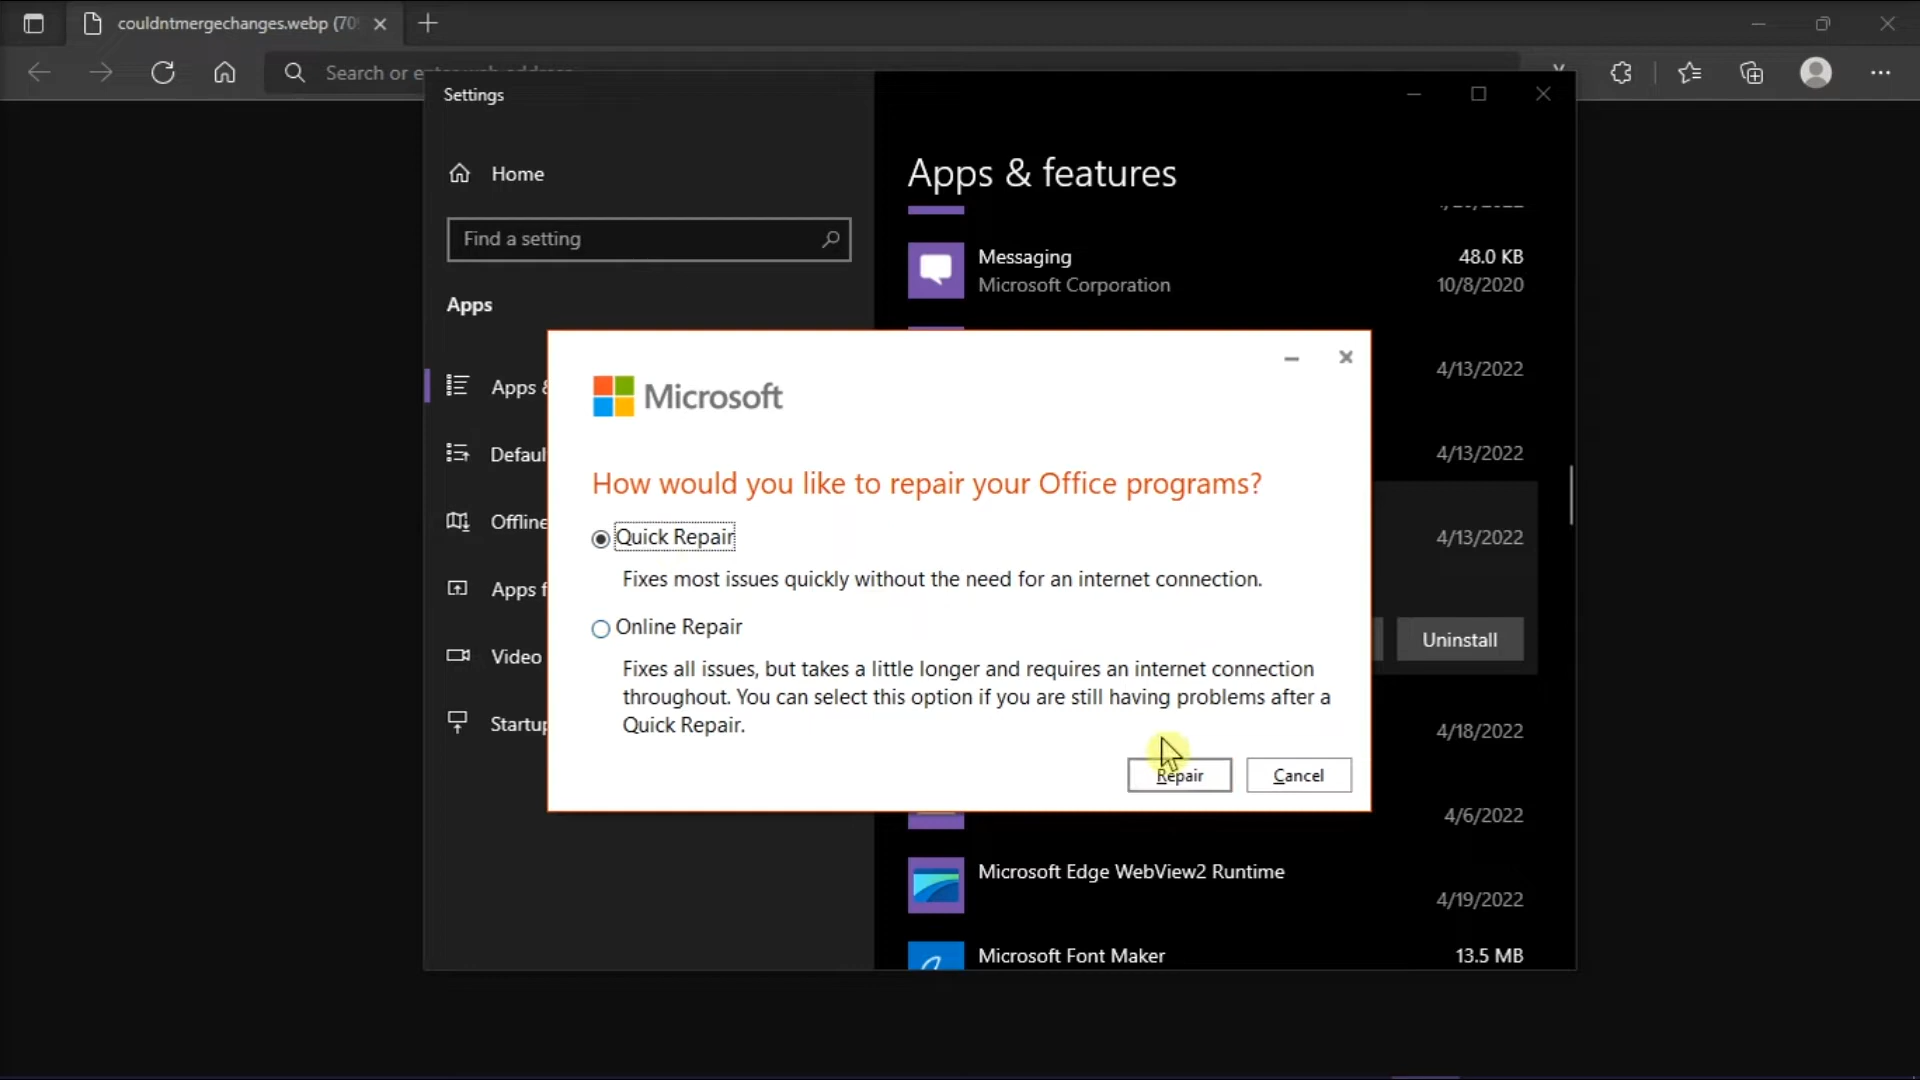 couldntmergechanges.webp (70
Search or
Settings
Home
Find a setting
Apps
Apps &
Defaul
Offline
Apps f
Video
Startup
Apps & features
Messaging
48.0 KB
Microsoft Corporation
10/8/2020
4/13/2022
4/13/2022
4/13/2022
Uninstall
4/18/2022
4/6/2022
Microsoft Edge WebView2 Runtime
4/19/2022
Microsoft Font Maker
13.5 MB
Microsoft
How would you like to repair your Office programs?
Quick Repair
Fixes most issues quickly without the need for an internet connection.
Online Repair
Fixes all issues, but takes a little longer and requires an internet connection
throughout. You can select this option if you are still having problems after a
Quick Repair.
Repair
Cancel